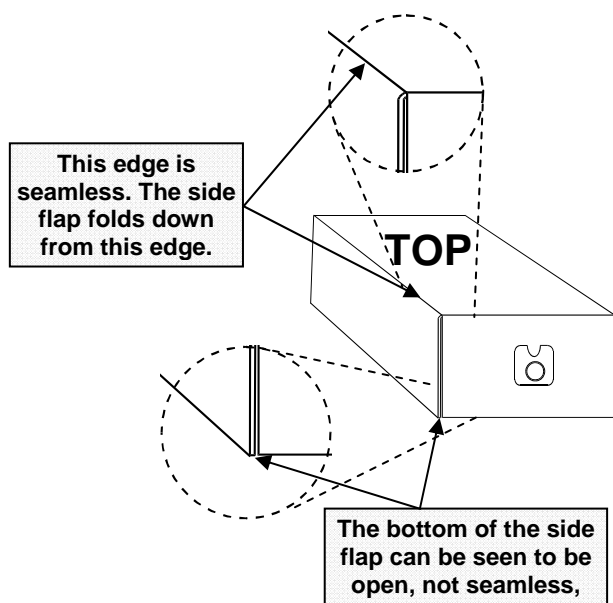 This edge is
seamless. The side
flap folds down
from this edge.
TOP
The bottom of the side
flap can be seen to be
open, not seamless,